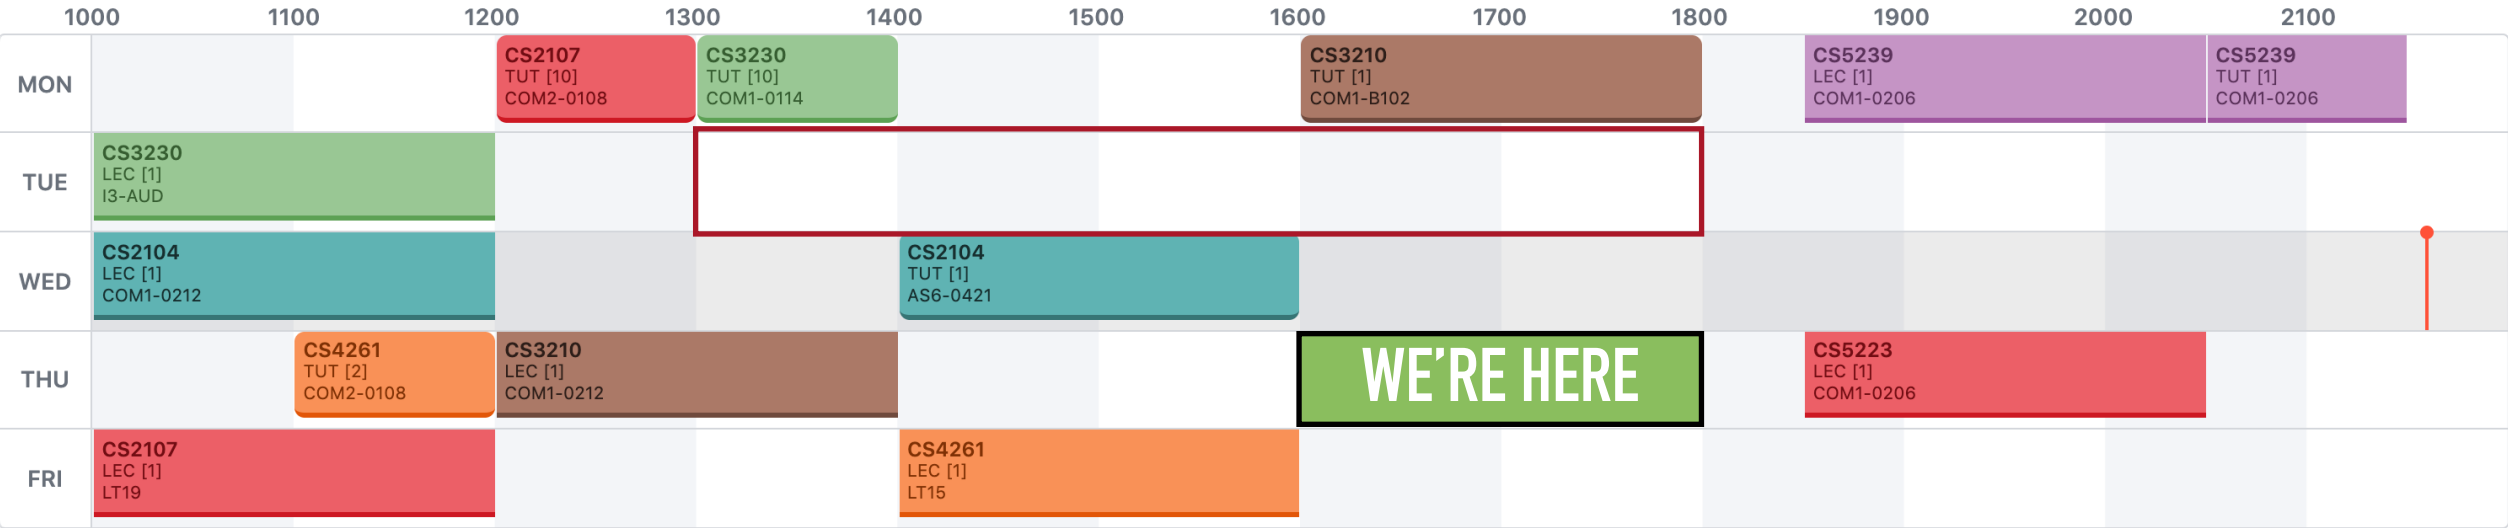 1000 1100 1200 1300 1400 1500 1600 1700 1800 1900 2000 2100
MON
CS2107
TUT [10]
COM2-0108
CS3230
TUT [10]
COM1-0114
CS3210
TUT [1]
COM1-B102
CS5239
LEC [1]
COM1-0206
CS5239
TUT [1]
COM1-0206
TUE
CS3230
LEC [1]
I3-AUD
WED
CS2104
LEC [1]
COM1-0212
CS2104
TUT [1]
AS6-0421
THU
CS4261
TUT [2]
COM2-0108
CS3210
LEC [1]
COM1-0212
WE'RE HERE
CS5223
LEC [1]
COM1-0206
FRI
CS2107
LEC [1]
LT19
CS4261
LEC [1]
LT15